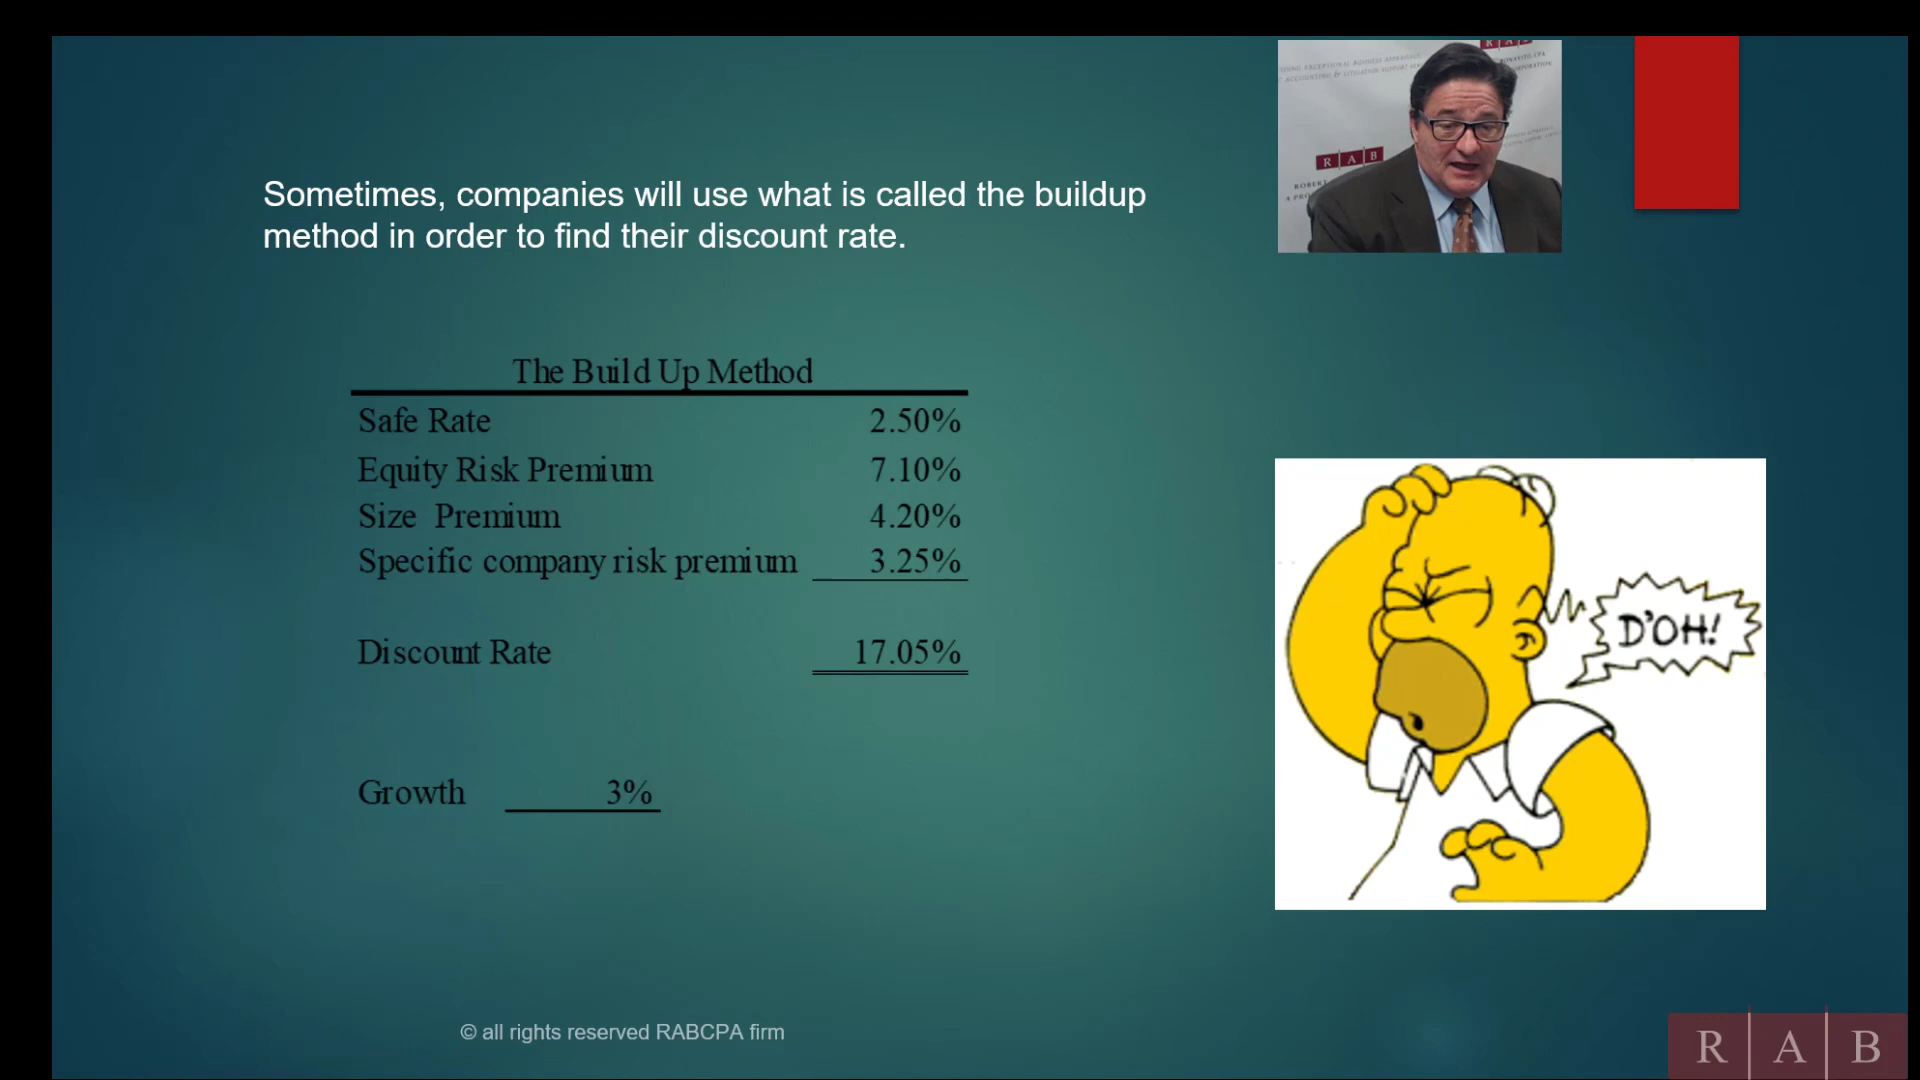 Sometimes, companies will use what is called the buildup
method in order to find their discount rate.
R A B
R A B
The Build Up Method
Safe Rate 2.50%
Equity Risk Premium 7.10%
Size Premium 4.20%
Specific company risk premium 3.25%
Discount Rate 17.05%
Growth 3%
D'OH!
© all rights reserved RABCPA firm
R A B